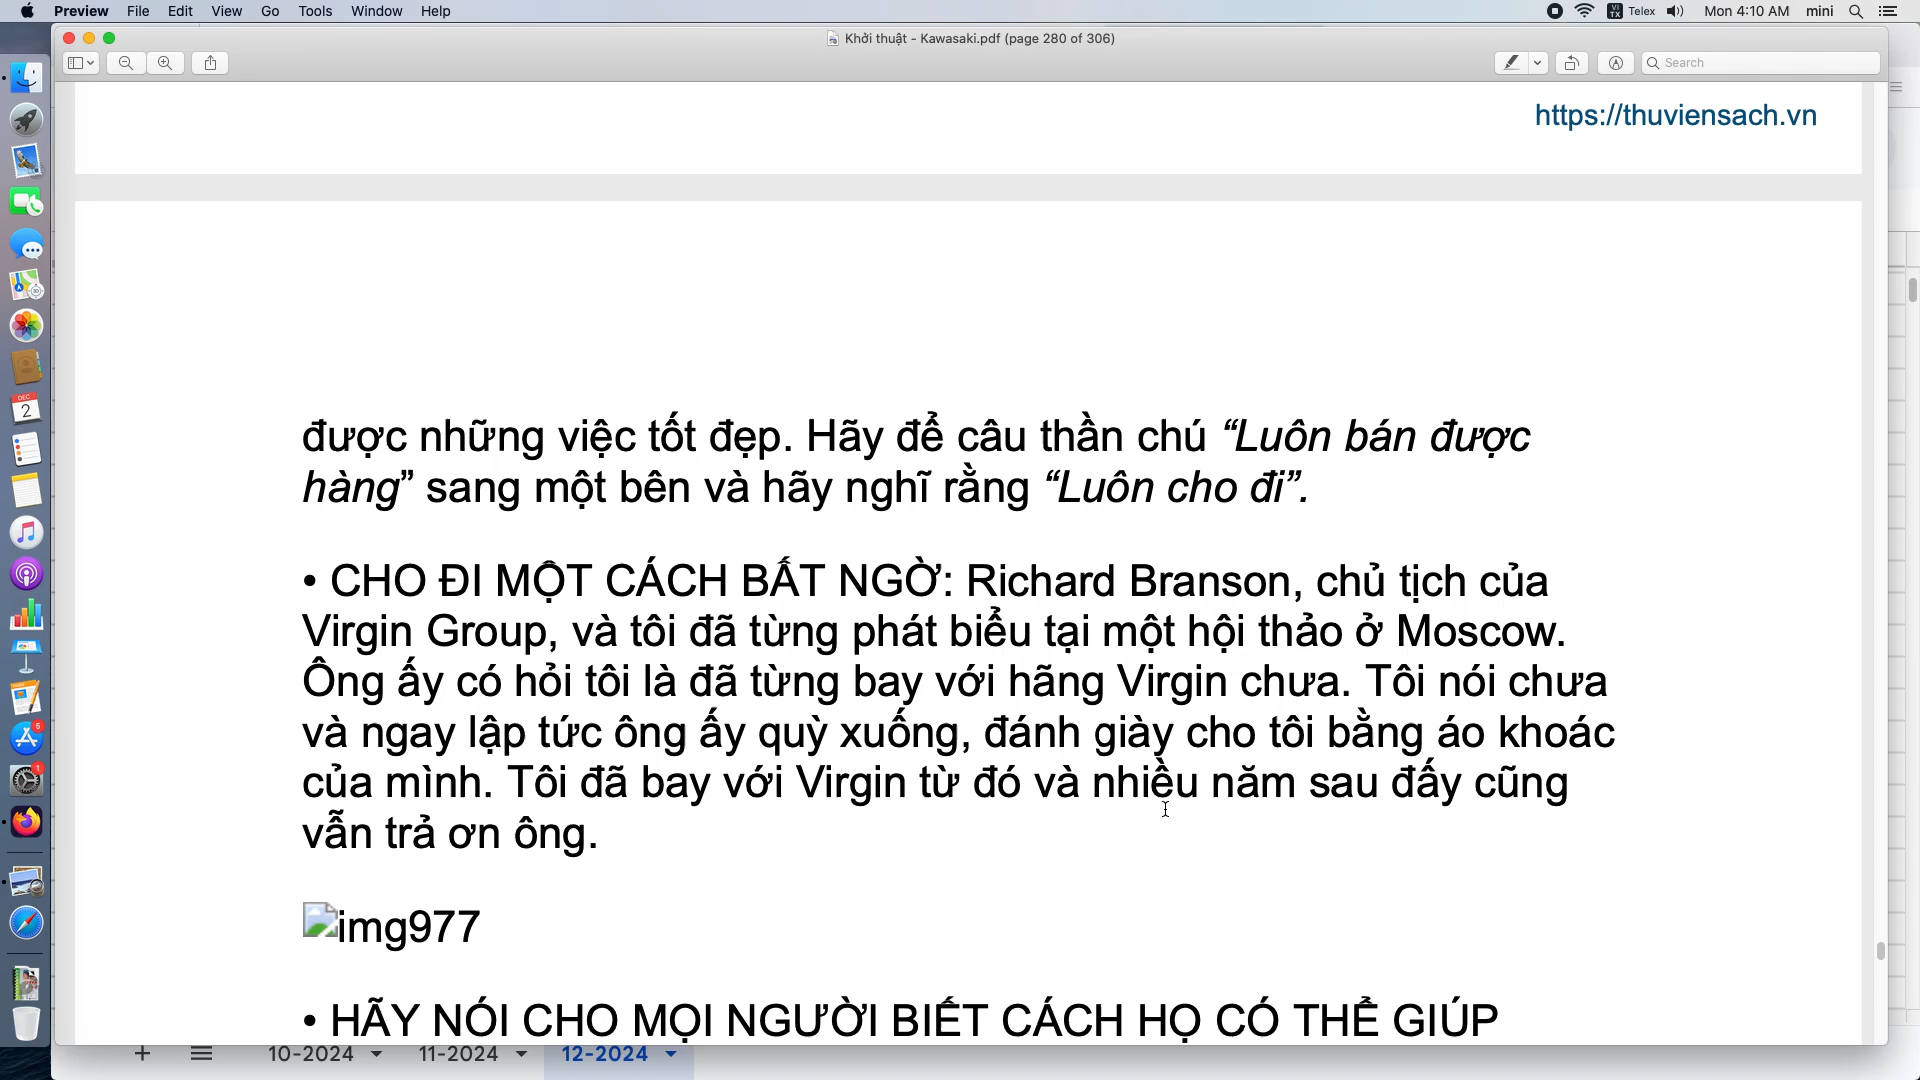 Preview File Edit View Go Tools Window Help
VI TX Telex Mon 4:10 AM mini
Khởi thuật - Kawasaki.pdf (page 280 of 306)
Search
https://thuviensach.vn
được những việc tốt đẹp. Hãy để câu thần chú “Luôn bán được
hàng” sang một bên và hãy nghĩ rằng “Luôn cho đi”.
• CHO ĐI MỘT CÁCH BẤT NGỜ: Richard Branson, chủ tịch của
Virgin Group, và tôi đã từng phát biểu tại một hội thảo ở Moscow.
Ông ấy có hỏi tôi là đã từng bay với hãng Virgin chưa. Tôi nói chưa
và ngay lập tức ông ấy quỳ xuống, đánh giày cho tôi bằng áo khoác
của mình. Tôi đã bay với Virgin từ đó và nhiều năm sau đấy cũng
vẫn trả ơn ông.
img977
• HÃY NÓI CHO MỌI NGƯỜI BIẾT CÁCH HỌ CÓ THỂ GIÚP
DEC
2
5
1
10-2024 11-2024 12-2024